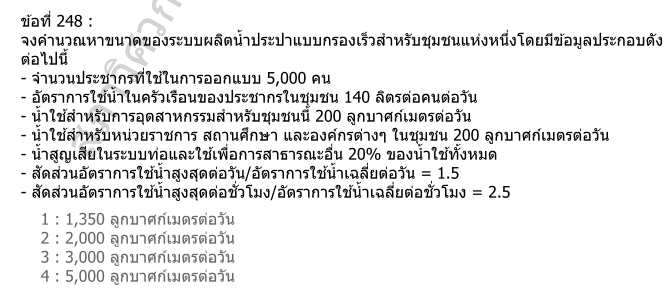 ข้อที่ 248 :
จงคำนวณหาขนาดของระบบผลิตน้ำประปาแบบกรองเร็วสำหรับชุมชนแห่งหนึ่งโดยมีข้อมูลประกอบดัง
ต่อไปนี้
- จำนวนประชากรที่ใช้ในการออกแบบ 5,000 คน
- อัตราการใช้น้ำในครัวเรือนของประชากรในชุมชน 140 ลิตรต่อคนต่อวัน
- น้ำใช้สำหรับการอุตสาหกรรมสำหรับชุมชนนี้ 200 ลูกบาศก์เมตรต่อวัน
- น้ำใช้สำหรับหน่วยราชการ สถานศึกษา และองค์กรต่างๆ ในชุมชน 200 ลูกบาศก์เมตรต่อวัน
- น้ำสูญเสียในระบบท่อและใช้เพื่อการสาธารณะอื่น 20% ของน้ำใช้ทั้งหมด
- สัดส่วนอัตราการใช้น้ำสูงสุดต่อวัน/อัตราการใช้น้ำเฉลี่ยต่อวัน = 1.5
- สัดส่วนอัตราการใช้น้ำสูงสุดต่อชั่วโมง/อัตราการใช้น้ำเฉลี่ยต่อชั่วโมง = 2.5
1 : 1,350 ลูกบาศก์เมตรต่อวัน
2 : 2,000 ลูกบาศก์เมตรต่อวัน
3 : 3,000 ลูกบาศก์เมตรต่อวัน
4 : 5,000 ลูกบาศก์เมตรต่อวัน